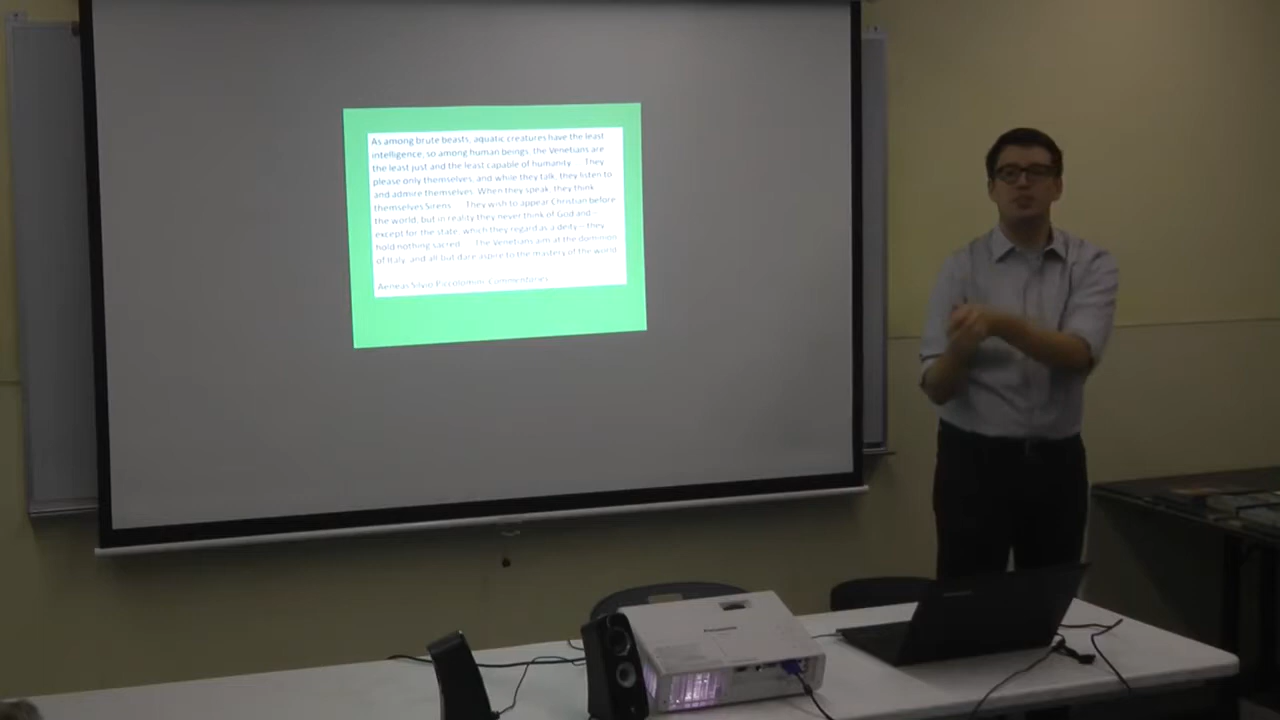 As among brute beasts, aquatic creatures have the least
intelligence, so among human beings, the Venetians are
the least just and the least capable of humanity. ... They
please only themselves, and while they talk, they listen to
and admire themselves. When they speak, they think
themselves Sirens. ... They wish to appear Christian before
the world, but in reality they never think of God and –
except for the state, which they regard as a deity – they
hold nothing sacred. ... The Venetians aim at the dominion
of Italy, and all but dare aspire to the mastery of the world.
Aeneas Silvio Piccolomini, Commentaries